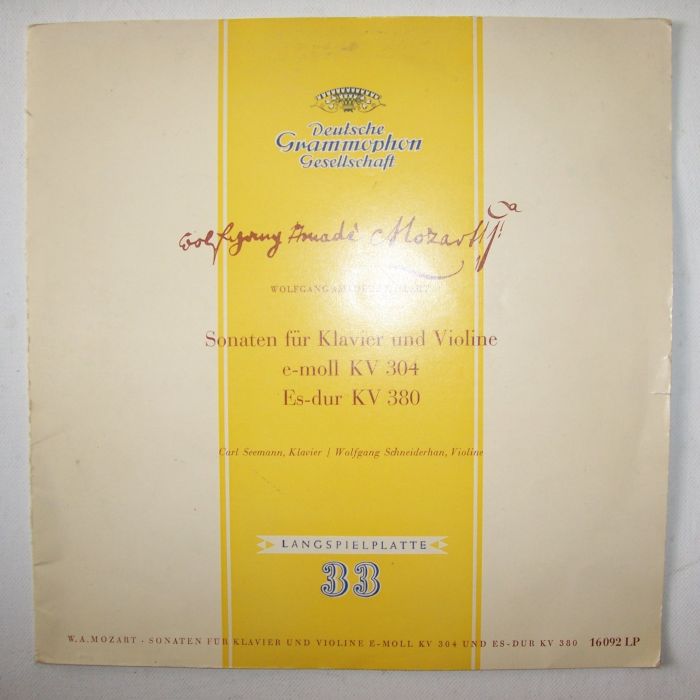 Deutsche
Grammophon
Gesellschaft
Wolfgang Amadè Mozart
WOLFGANG AMADEUS MOZART
Sonaten für Klavier und Violine
e-moll KV 304
Es-dur KV 380
Carl Seemann, Klavier / Wolfgang Schneiderhan, Violine
LANGSPIELPLATTE
33
W. A. MOZART · SONATEN FÜR KLAVIER UND VIOLINE E-MOLL KV 304 UND ES-DUR KV 380 16092 LP